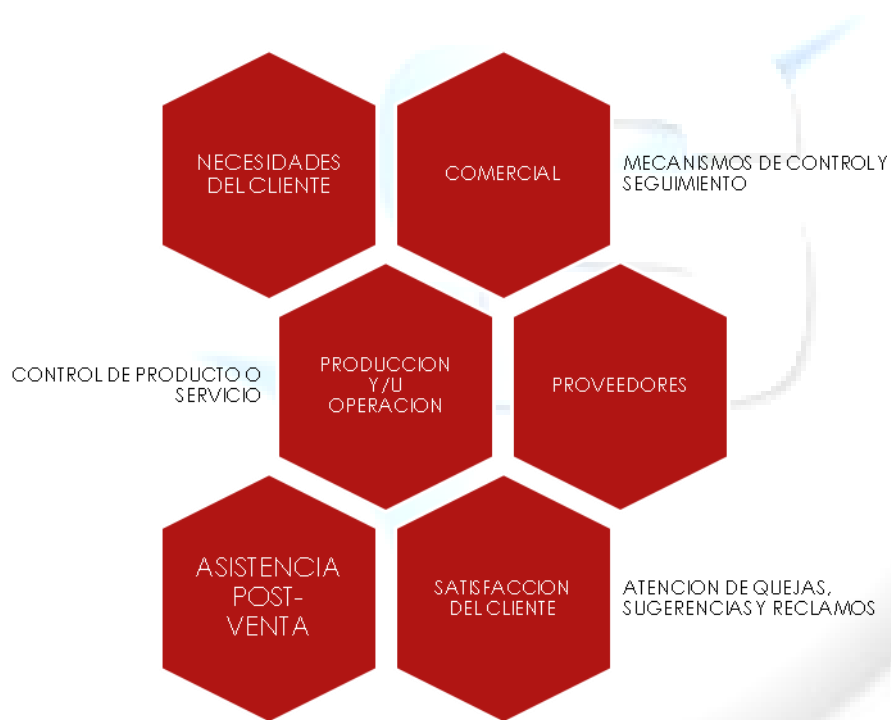 NECESIDADES
DEL CLIENTE
COMERCIAL
MECANISMOS DE CONTROL Y
SEGUIMIENTO
CONTROL DE PRODUCTO O
SERVICIO
PRODUCCION
Y/U
OPERACION
PROVEEDORES
ASISTENCIA
POST-
VENTA
SATISFACCION
DEL CLIENTE
ATENCION DE QUEJAS,
SUGERENCIAS Y RECLAMOS